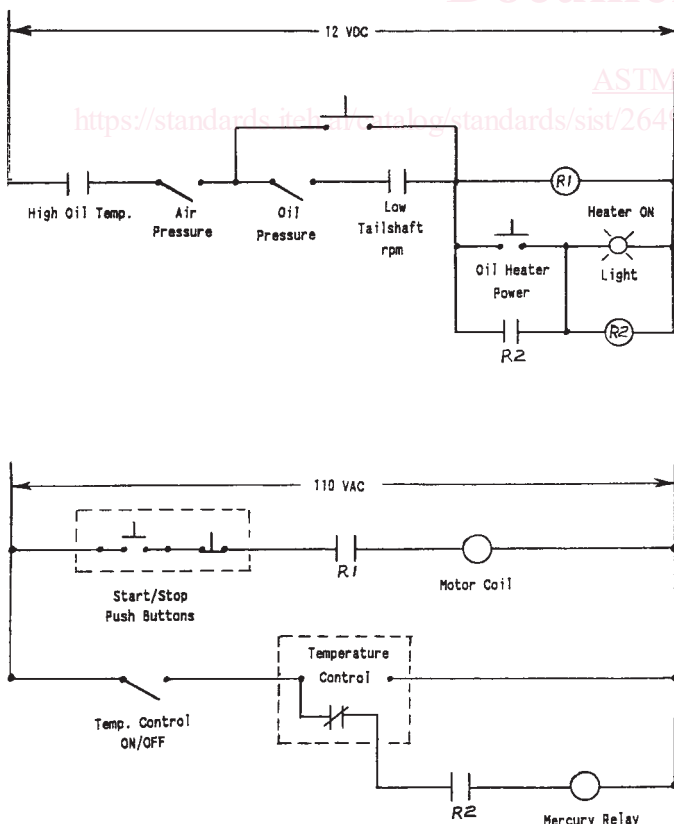 12 VDC
ASTM
https://standards.iteh.ai/catalog/standards/sist/2649
R1
High Oil Temp.
Air
Pressure
Oil
Pressure
Low
Tailshaft
rpm
Heater ON
Oil Heater
Power
Light
R2
R2
110 VAC
R1
Motor Coil
Start/Stop
Push Buttons
Temperature
Control
Temp. Control
ON/OFF
R2
Mercury Relay